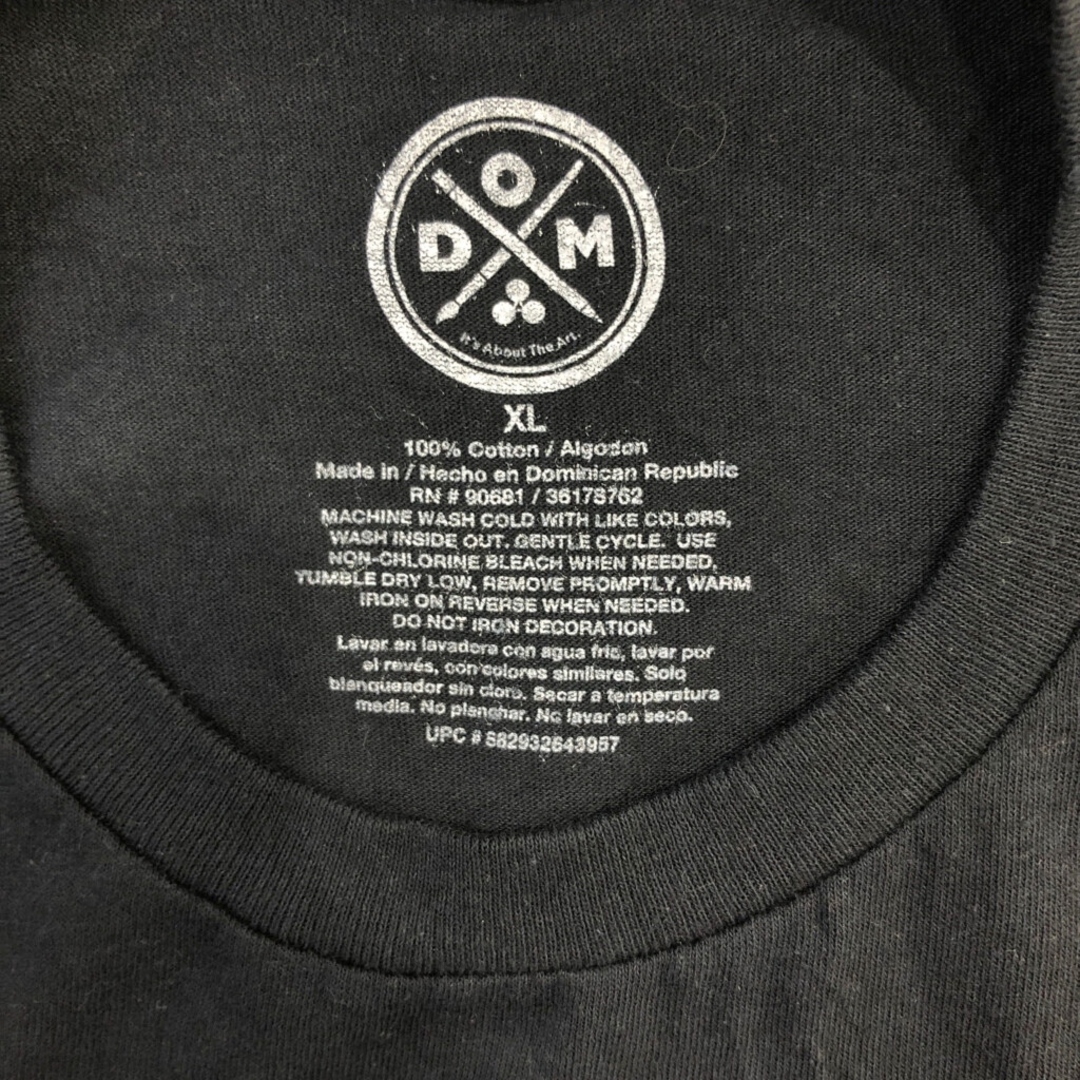 O
D M
It's About The Art.
XL
100% Cotton / Algodon
Made in / Hecho en Dominican Republic
RN # 90681 / 36178762
MACHINE WASH COLD WITH LIKE COLORS,
WASH INSIDE OUT. GENTLE CYCLE. USE
NON-CHLORINE BLEACH WHEN NEEDED,
TUMBLE DRY LOW, REMOVE PROMPTLY, WARM
IRON ON REVERSE WHEN NEEDED.
DO NOT IRON DECORATION.
Lavar en lavadora con agua fria, lavar por
el revés, con colores similares. Solo
blanqueador sin cloro. Secar a temperatura
media. No planchar. No lavar en seco.
UPC #